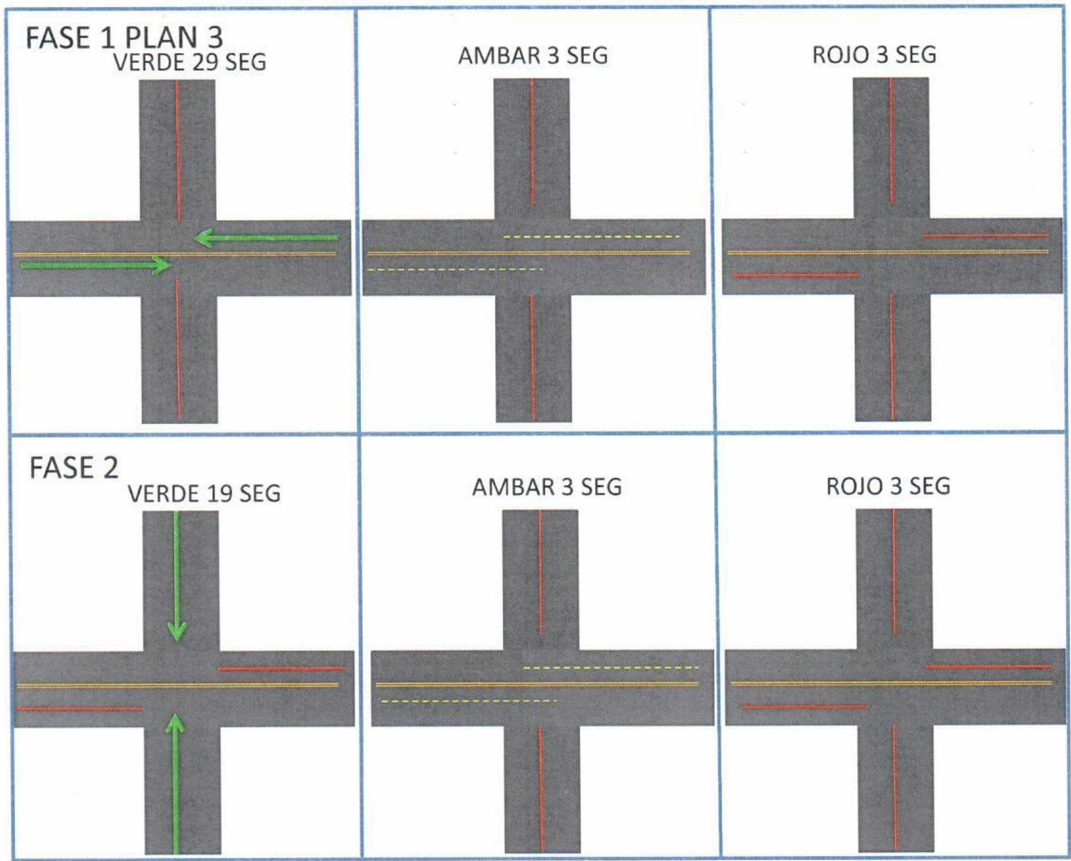 FASE 1 PLAN 3
VERDE 29 SEG
AMBAR 3 SEG
ROJO 3 SEG
FASE 2
VERDE 19 SEG
AMBAR 3 SEG
ROJO 3 SEG